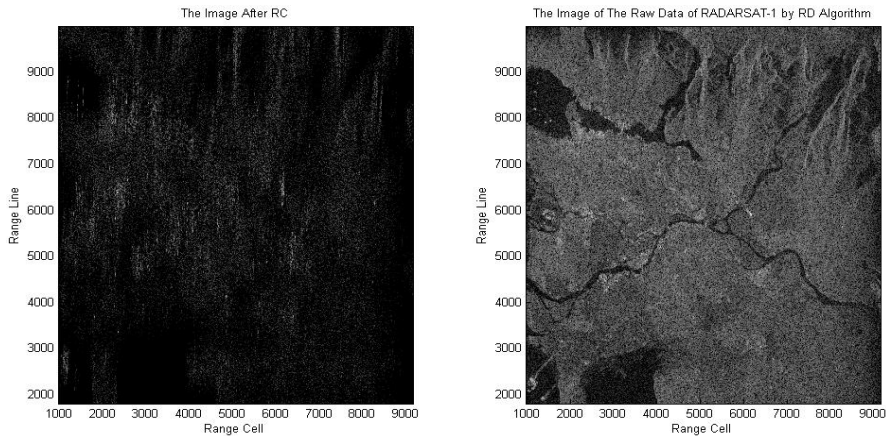 The Image After RC
9000
8000
7000
6000
5000
4000
3000
2000
Range Line
1000 2000 3000 4000 5000 6000 7000 8000 9000
Range Cell
The Image of The Raw Data of RADARSAT-1 by RD Algorithm
9000
8000
7000
6000
5000
4000
3000
2000
Range Line
1000 2000 3000 4000 5000 6000 7000 8000 9000
Range Cell